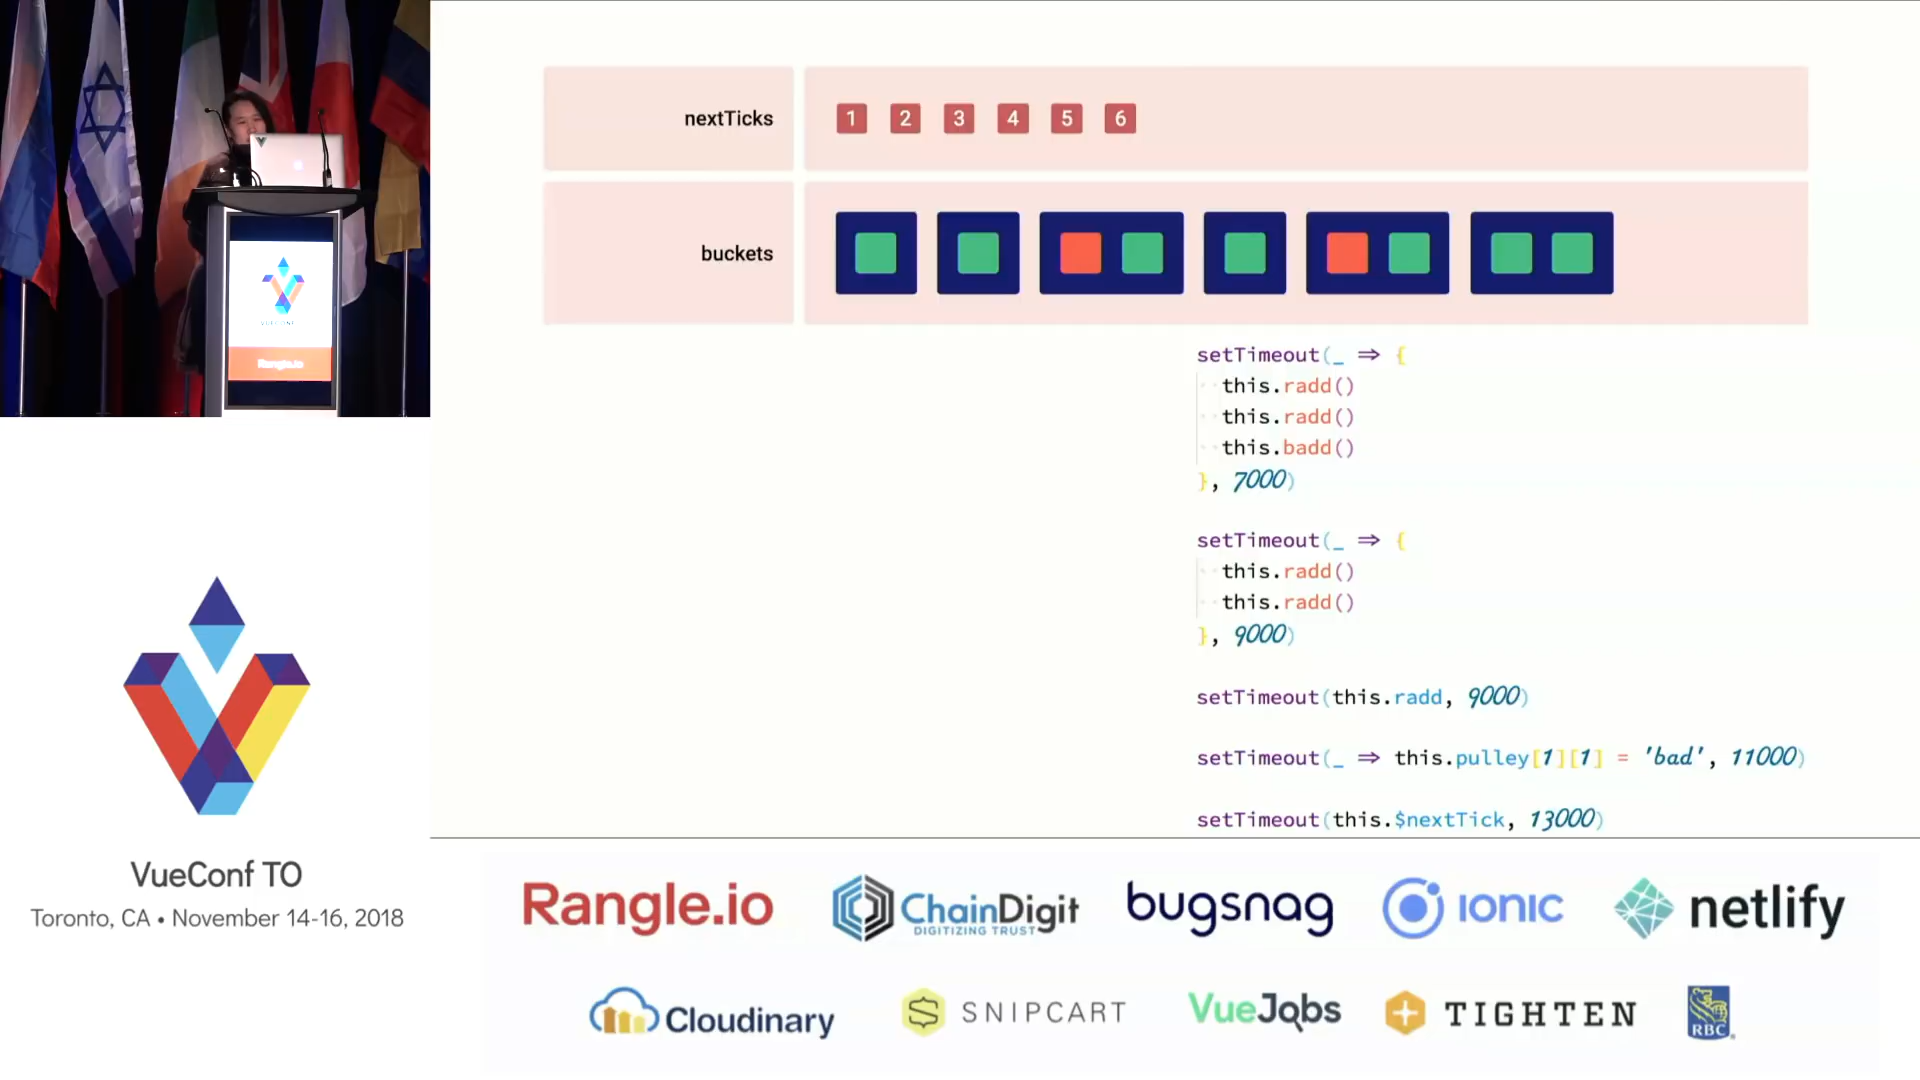 nextTicks
1 2 3 4 5 6
buckets
setTimeout(_ ⇒ {
this.radd()
this.radd()
this.badd()
}, 7000)
setTimeout(_ ⇒ {
this.radd()
this.radd()
}, 9000)
setTimeout(this.radd, 9000)
setTimeout(_ ⇒ this.pulley[1][1] = 'bad', 11000)
setTimeout(this.$nextTick, 13000)
Rangle.io
VueConf TO
Toronto, CA • November 14-16, 2018
Rangle.io
ChainDigit
DIGITIZING TRUST
bugsnag
IONIC
netlify
Cloudinary
SNIPCART
VueJobs
TIGHTEN
RBC